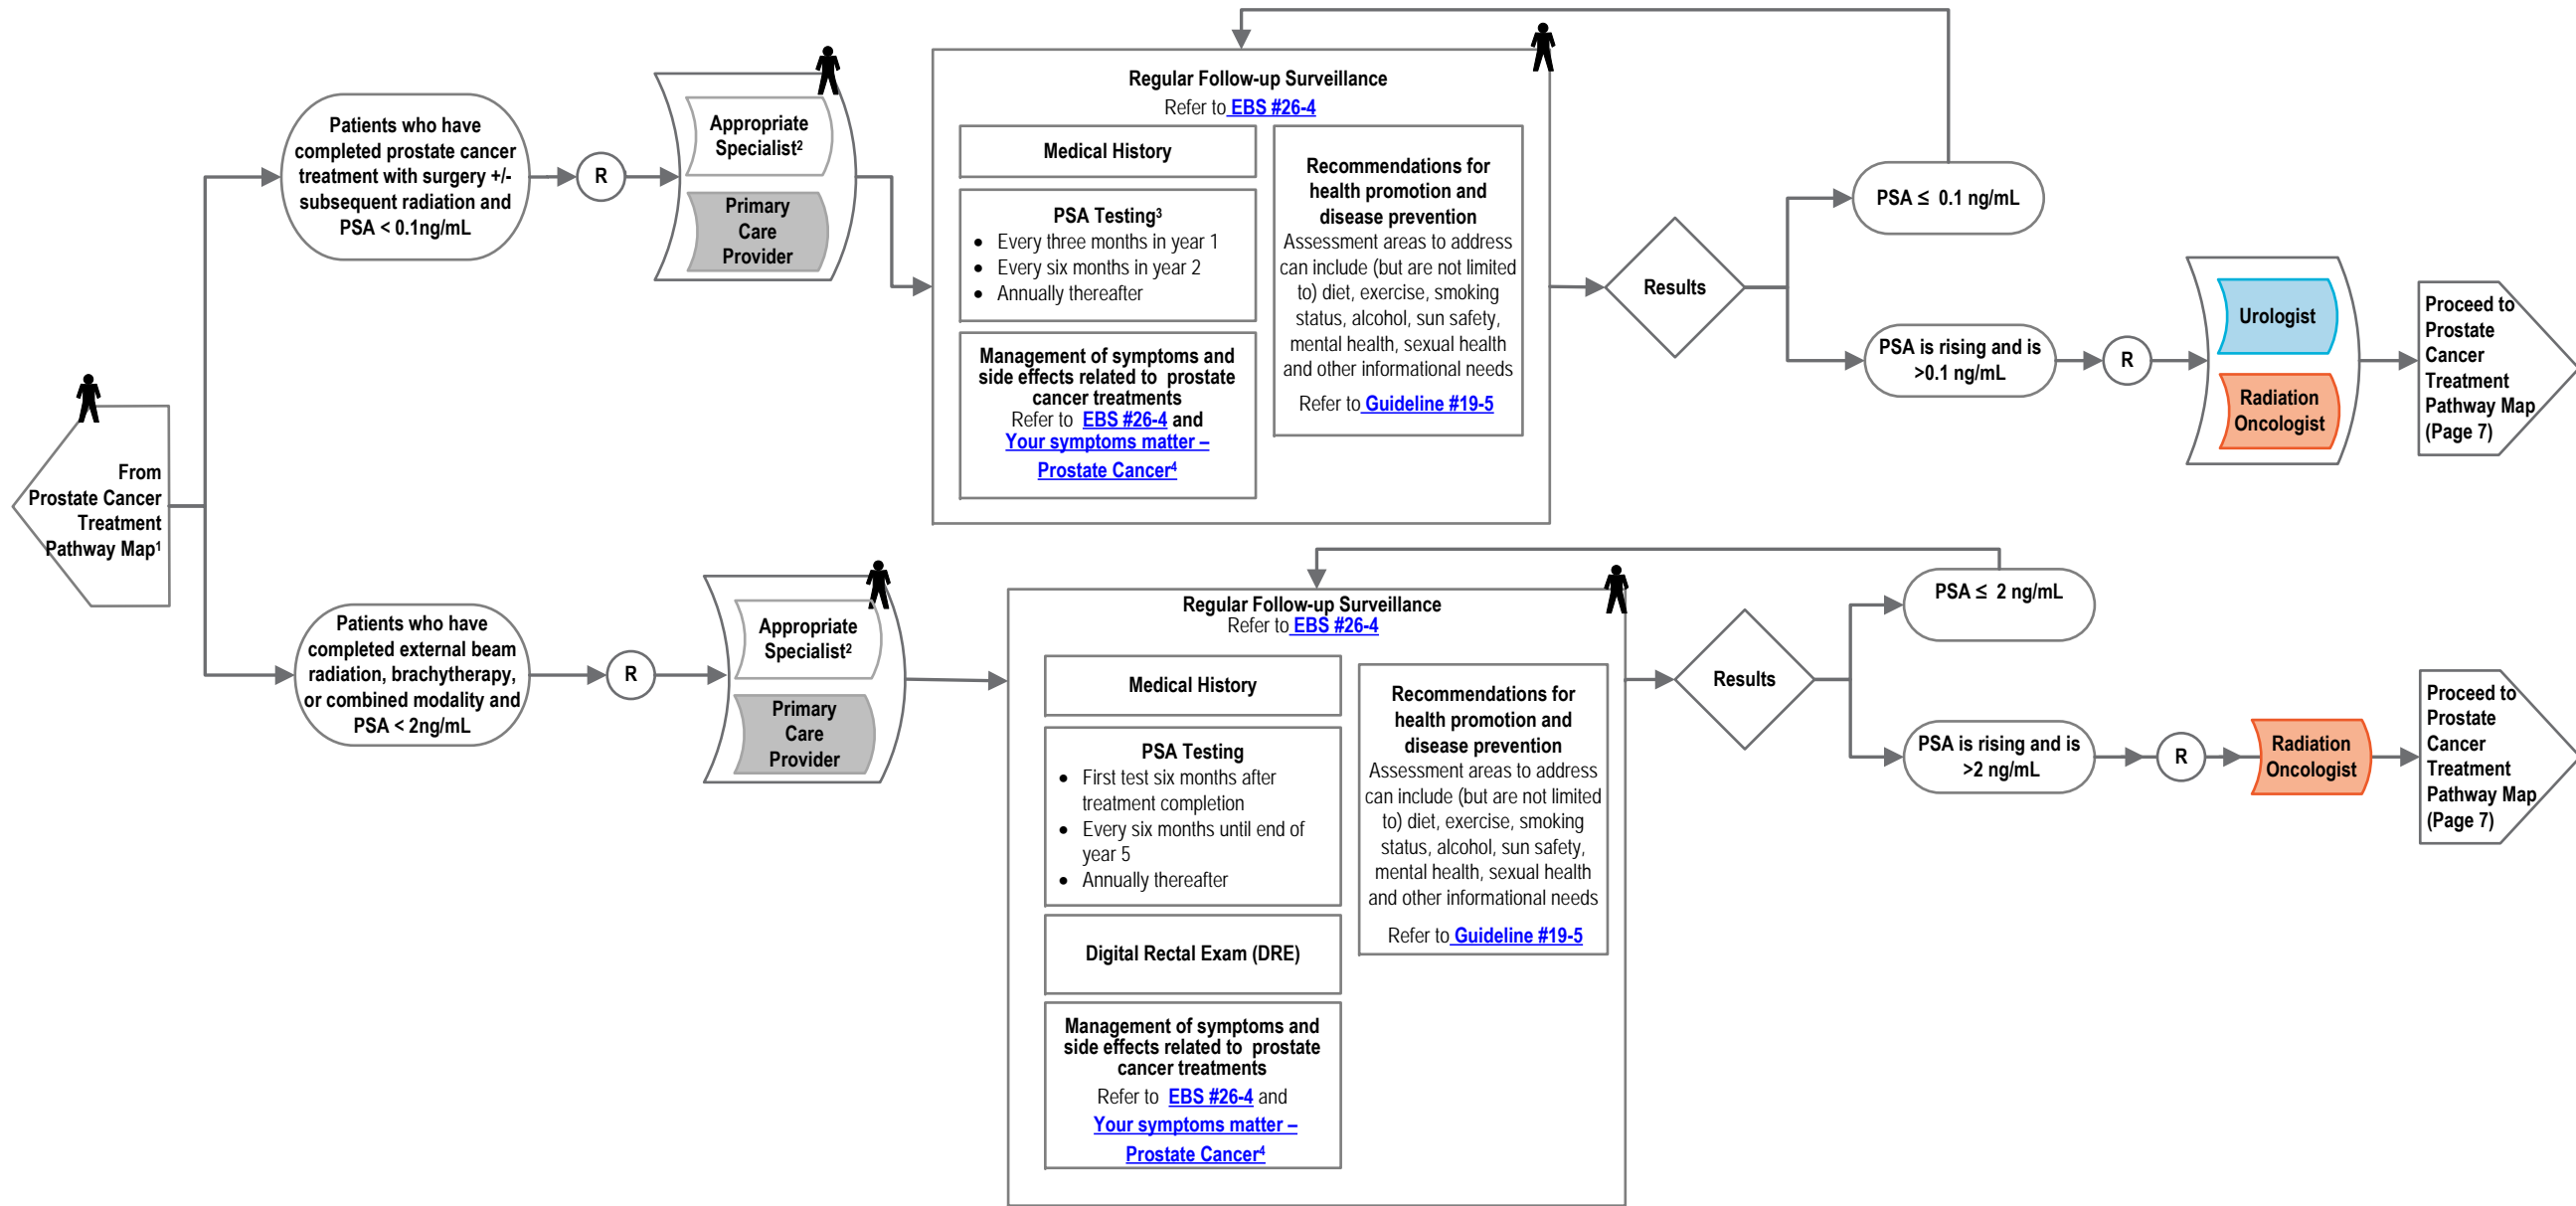 From
Prostate Cancer
Treatment
Pathway Map¹
Patients who have
completed prostate cancer
treatment with surgery +/-
subsequent radiation and
PSA < 0.1ng/mL
R
Appropriate
Specialist²
Primary
Care
Provider
Regular Follow-up Surveillance
Refer to EBS #26-4
Medical History
PSA Testing³
• Every three months in year 1
• Every six months in year 2
• Annually thereafter
Management of symptoms and
side effects related to prostate
cancer treatments
Refer to EBS #26-4 and
Your symptoms matter –
Prostate Cancer⁴
Recommendations for
health promotion and
disease prevention
Assessment areas to address
can include (but are not limited
to) diet, exercise, smoking
status, alcohol, sun safety,
mental health, sexual health
and other informational needs
Refer to Guideline #19-5
Results
PSA ≤ 0.1 ng/mL
PSA is rising and is
>0.1 ng/mL
R
Urologist
Radiation
Oncologist
Proceed to
Prostate
Cancer
Treatment
Pathway Map
(Page 7)
Patients who have
completed external beam
radiation, brachytherapy,
or combined modality and
PSA < 2ng/mL
R
Appropriate
Specialist²
Primary
Care
Provider
Regular Follow-up Surveillance
Refer to EBS #26-4
Medical History
PSA Testing
• First test six months after
treatment completion
• Every six months until end of
year 5
• Annually thereafter
Digital Rectal Exam (DRE)
Management of symptoms and
side effects related to prostate
cancer treatments
Refer to EBS #26-4 and
Your symptoms matter –
Prostate Cancer⁴
Recommendations for
health promotion and
disease prevention
Assessment areas to address
can include (but are not limited
to) diet, exercise, smoking
status, alcohol, sun safety,
mental health, sexual health
and other informational needs
Refer to Guideline #19-5
Results
PSA ≤ 2 ng/mL
PSA is rising and is
>2 ng/mL
R
Radiation
Oncologist
Proceed to
Prostate
Cancer
Treatment
Pathway Map
(Page 7)